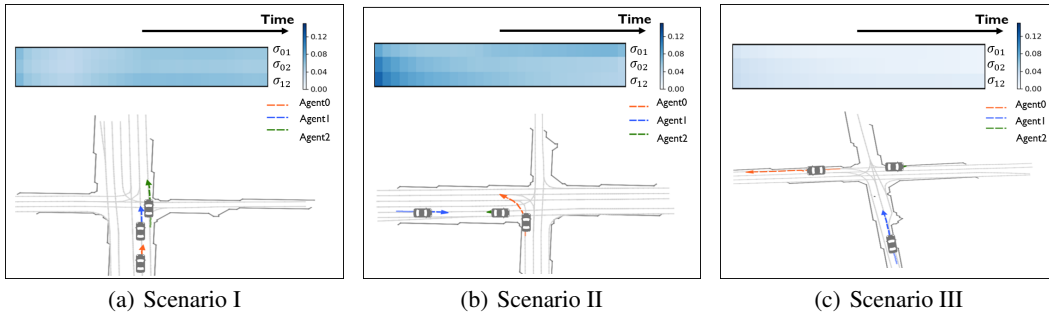 Time
0.12
σ01
0.08
σ02
0.04
σ12
0.00
Agent0
Agent1
Agent2
(a) Scenario I
Time
0.12
σ01
0.08
σ02
0.04
σ12
0.00
Agent0
Agent1
Agent2
(b) Scenario II
Time
0.12
σ01
0.08
σ02
0.04
σ12
0.00
Agent0
Agent1
Agent2
(c) Scenario III